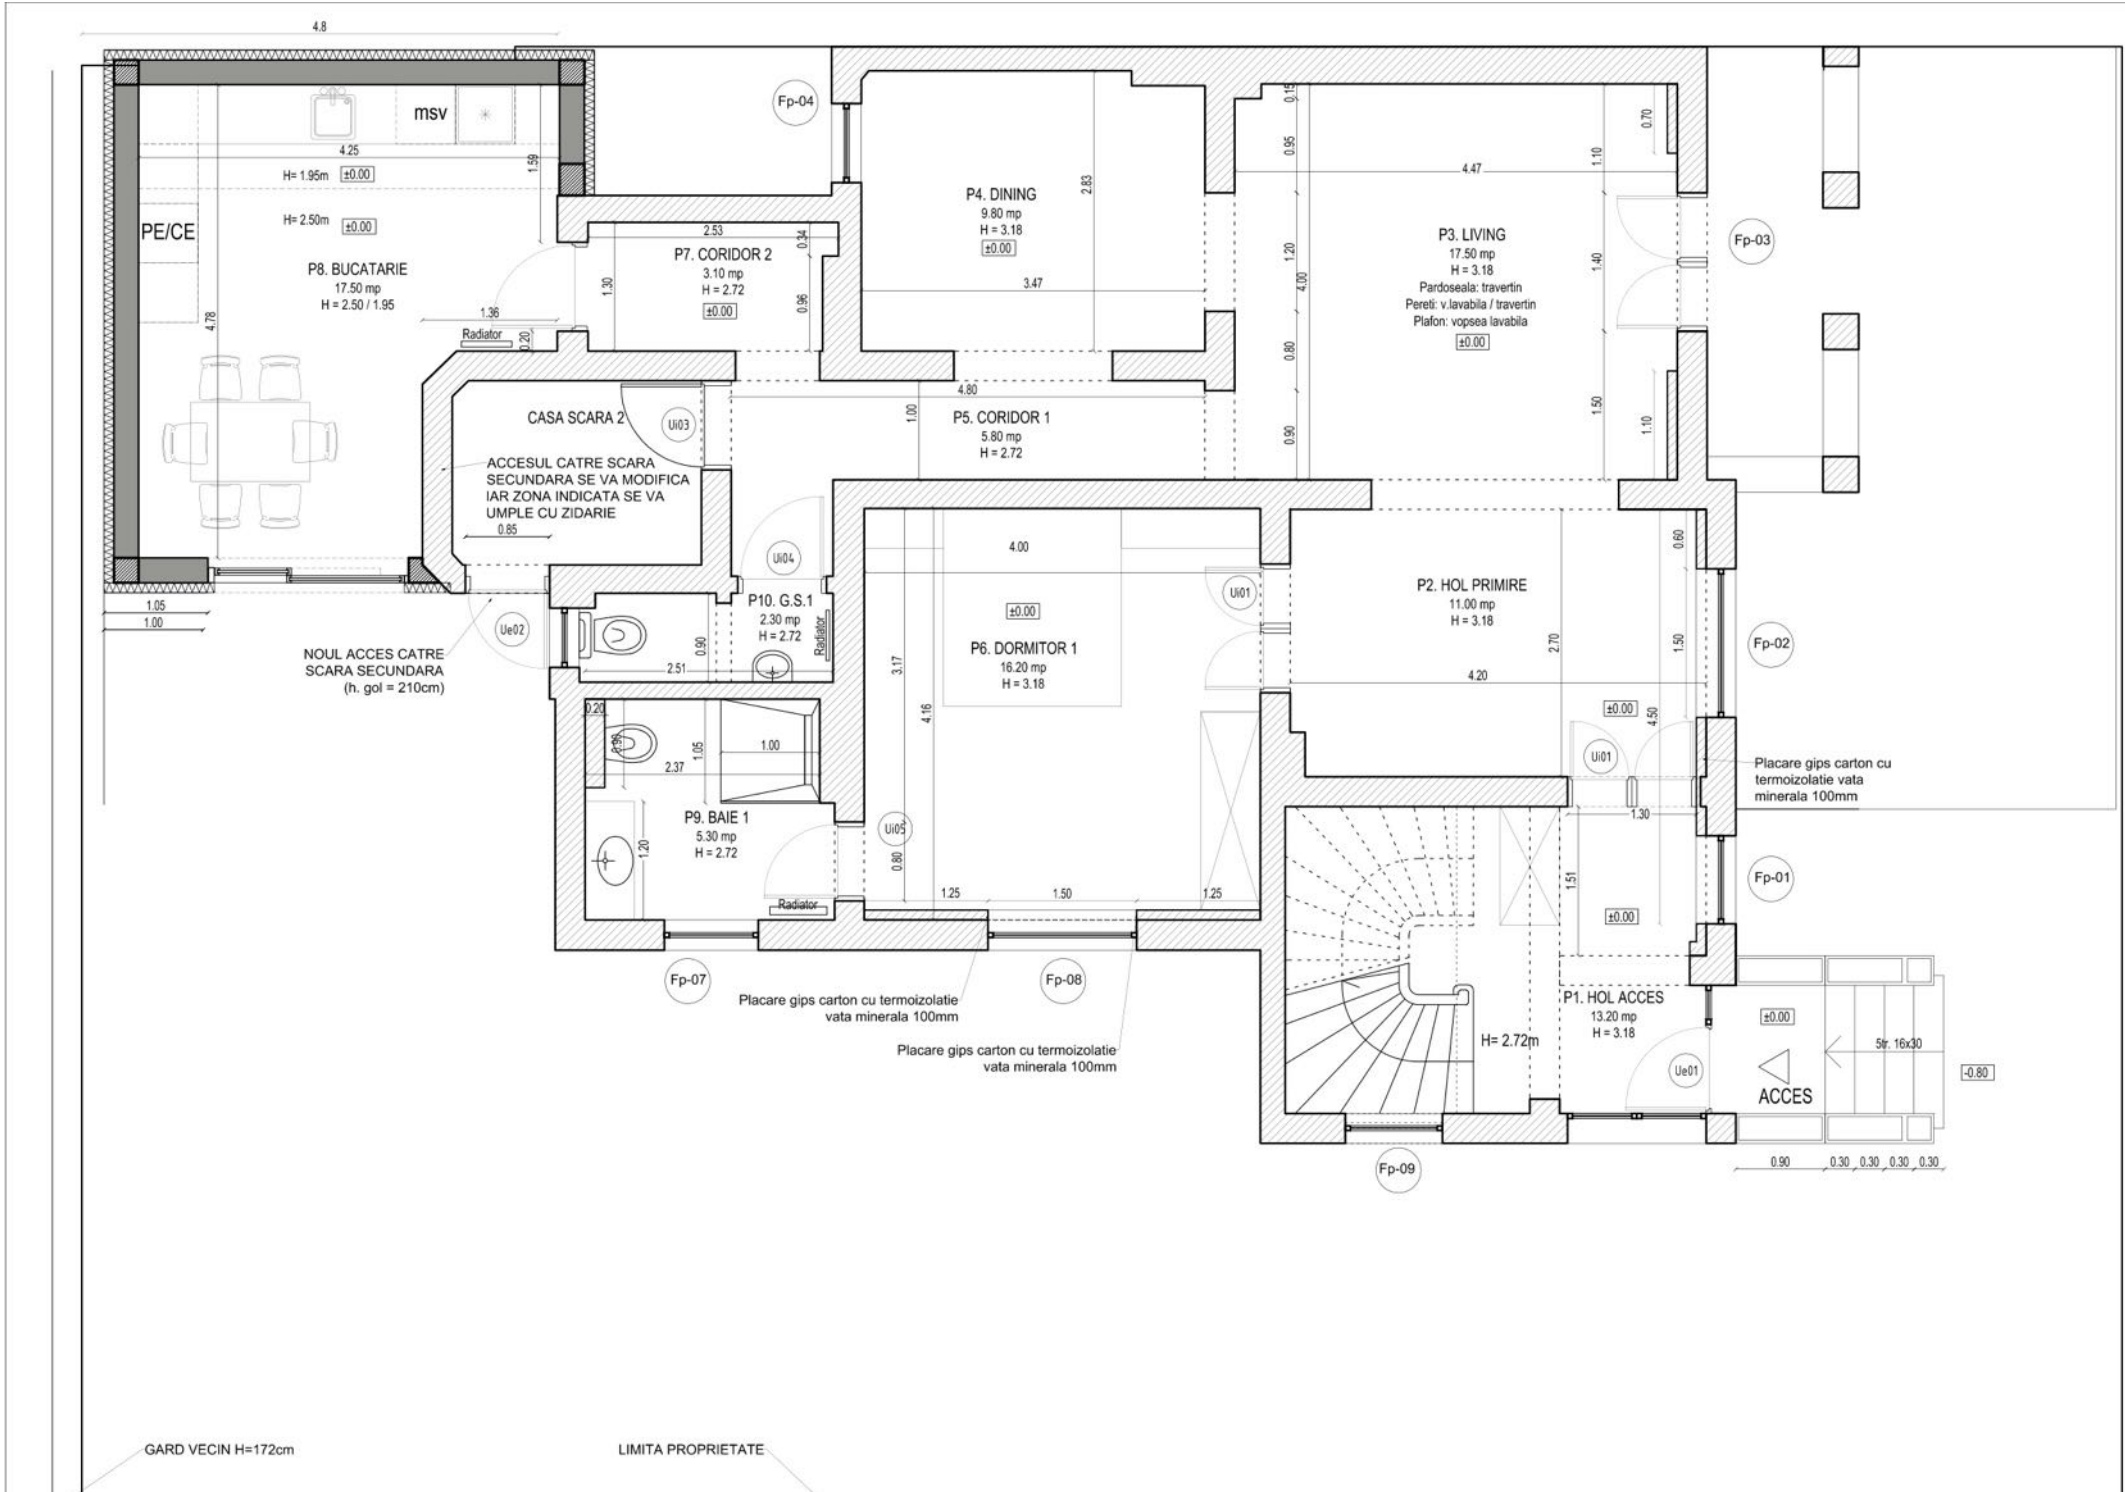 4.8
msv
4.25
1.59
H= 1.95m
±0.00
H= 2.50m
±0.00
PE/CE
P8. BUCATARIE
17.50 mp
H = 2.50 / 1.95
4.78
1.36
Radiator
0.20
1.05
1.00
Fp-04
P4. DINING
9.80 mp
H = 3.18
±0.00
2.83
3.47
2.53
0.34
P7. CORIDOR 2
3.10 mp
H = 2.72
±0.00
1.30
0.96
0.15
0.95
1.20
4.00
0.80
0.90
4.47
0.70
1.10
1.40
1.50
1.10
P3. LIVING
17.50 mp
H = 3.18
Pardoseala: travertin
Pereti: v.lavabila / travertin
Plafon: vopsea lavabila
±0.00
Fp-03
4.80
1.00
P5. CORIDOR 1
5.80 mp
H = 2.72
CASA SCARA 2
Ui03
ACCESUL CATRE SCARA
SECUNDARA SE VA MODIFICA
IAR ZONA INDICATA SE VA
UMPLE CU ZIDARIE
0.85
Ui04
Ue02
NOUL ACCES CATRE
SCARA SECUNDARA
(h. gol = 210cm)
P10. G.S.1
2.30 mp
H = 2.72
Radiator
0.90
2.51
4.00
±0.00
P6. DORMITOR 1
16.20 mp
H = 3.18
3.17
4.16
Ui01
P2. HOL PRIMIRE
11.00 mp
H = 3.18
2.70
0.60
1.50
4.20
±0.00
4.50
Fp-02
Ui01
Placare gips carton cu
termoizolatie vata
minerala 100mm
0.20
0.90
1.05
1.00
2.37
P9. BAIE 1
5.30 mp
H = 2.72
1.20
Radiator
Ui05
0.80
1.25
1.50
1.25
1.30
1.51
±0.00
Fp-01
Fp-07
Fp-08
Placare gips carton cu termoizolatie
vata minerala 100mm
Placare gips carton cu termoizolatie
vata minerala 100mm
P1. HOL ACCES
13.20 mp
H = 3.18
H= 2.72m
Ue01
±0.00
ACCES
5tr. 16x30
-0.80
Fp-09
0.90
0.30
0.30
0.30
0.30
GARD VECIN H=172cm
LIMITA PROPRIETATE